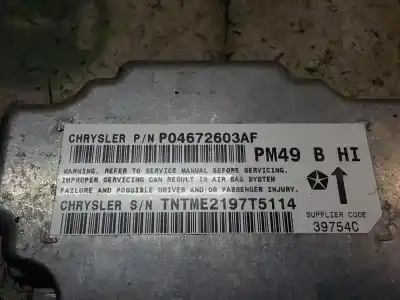 CHRYSLER P/N P04672603AF
PM49 B HI
WARNING. REFER TO SERVICE MANUAL BEFORE SERVICING.
IMPROPER SERVICING CAN RESULT IN AIR BAG SYSTEM
FAILURE AND POSSIBLE DRIVER AND/OR PASSENGER INJURY.
CHRYSLER S/N TNTME2197T5114
SUPPLIER CODE
39754C